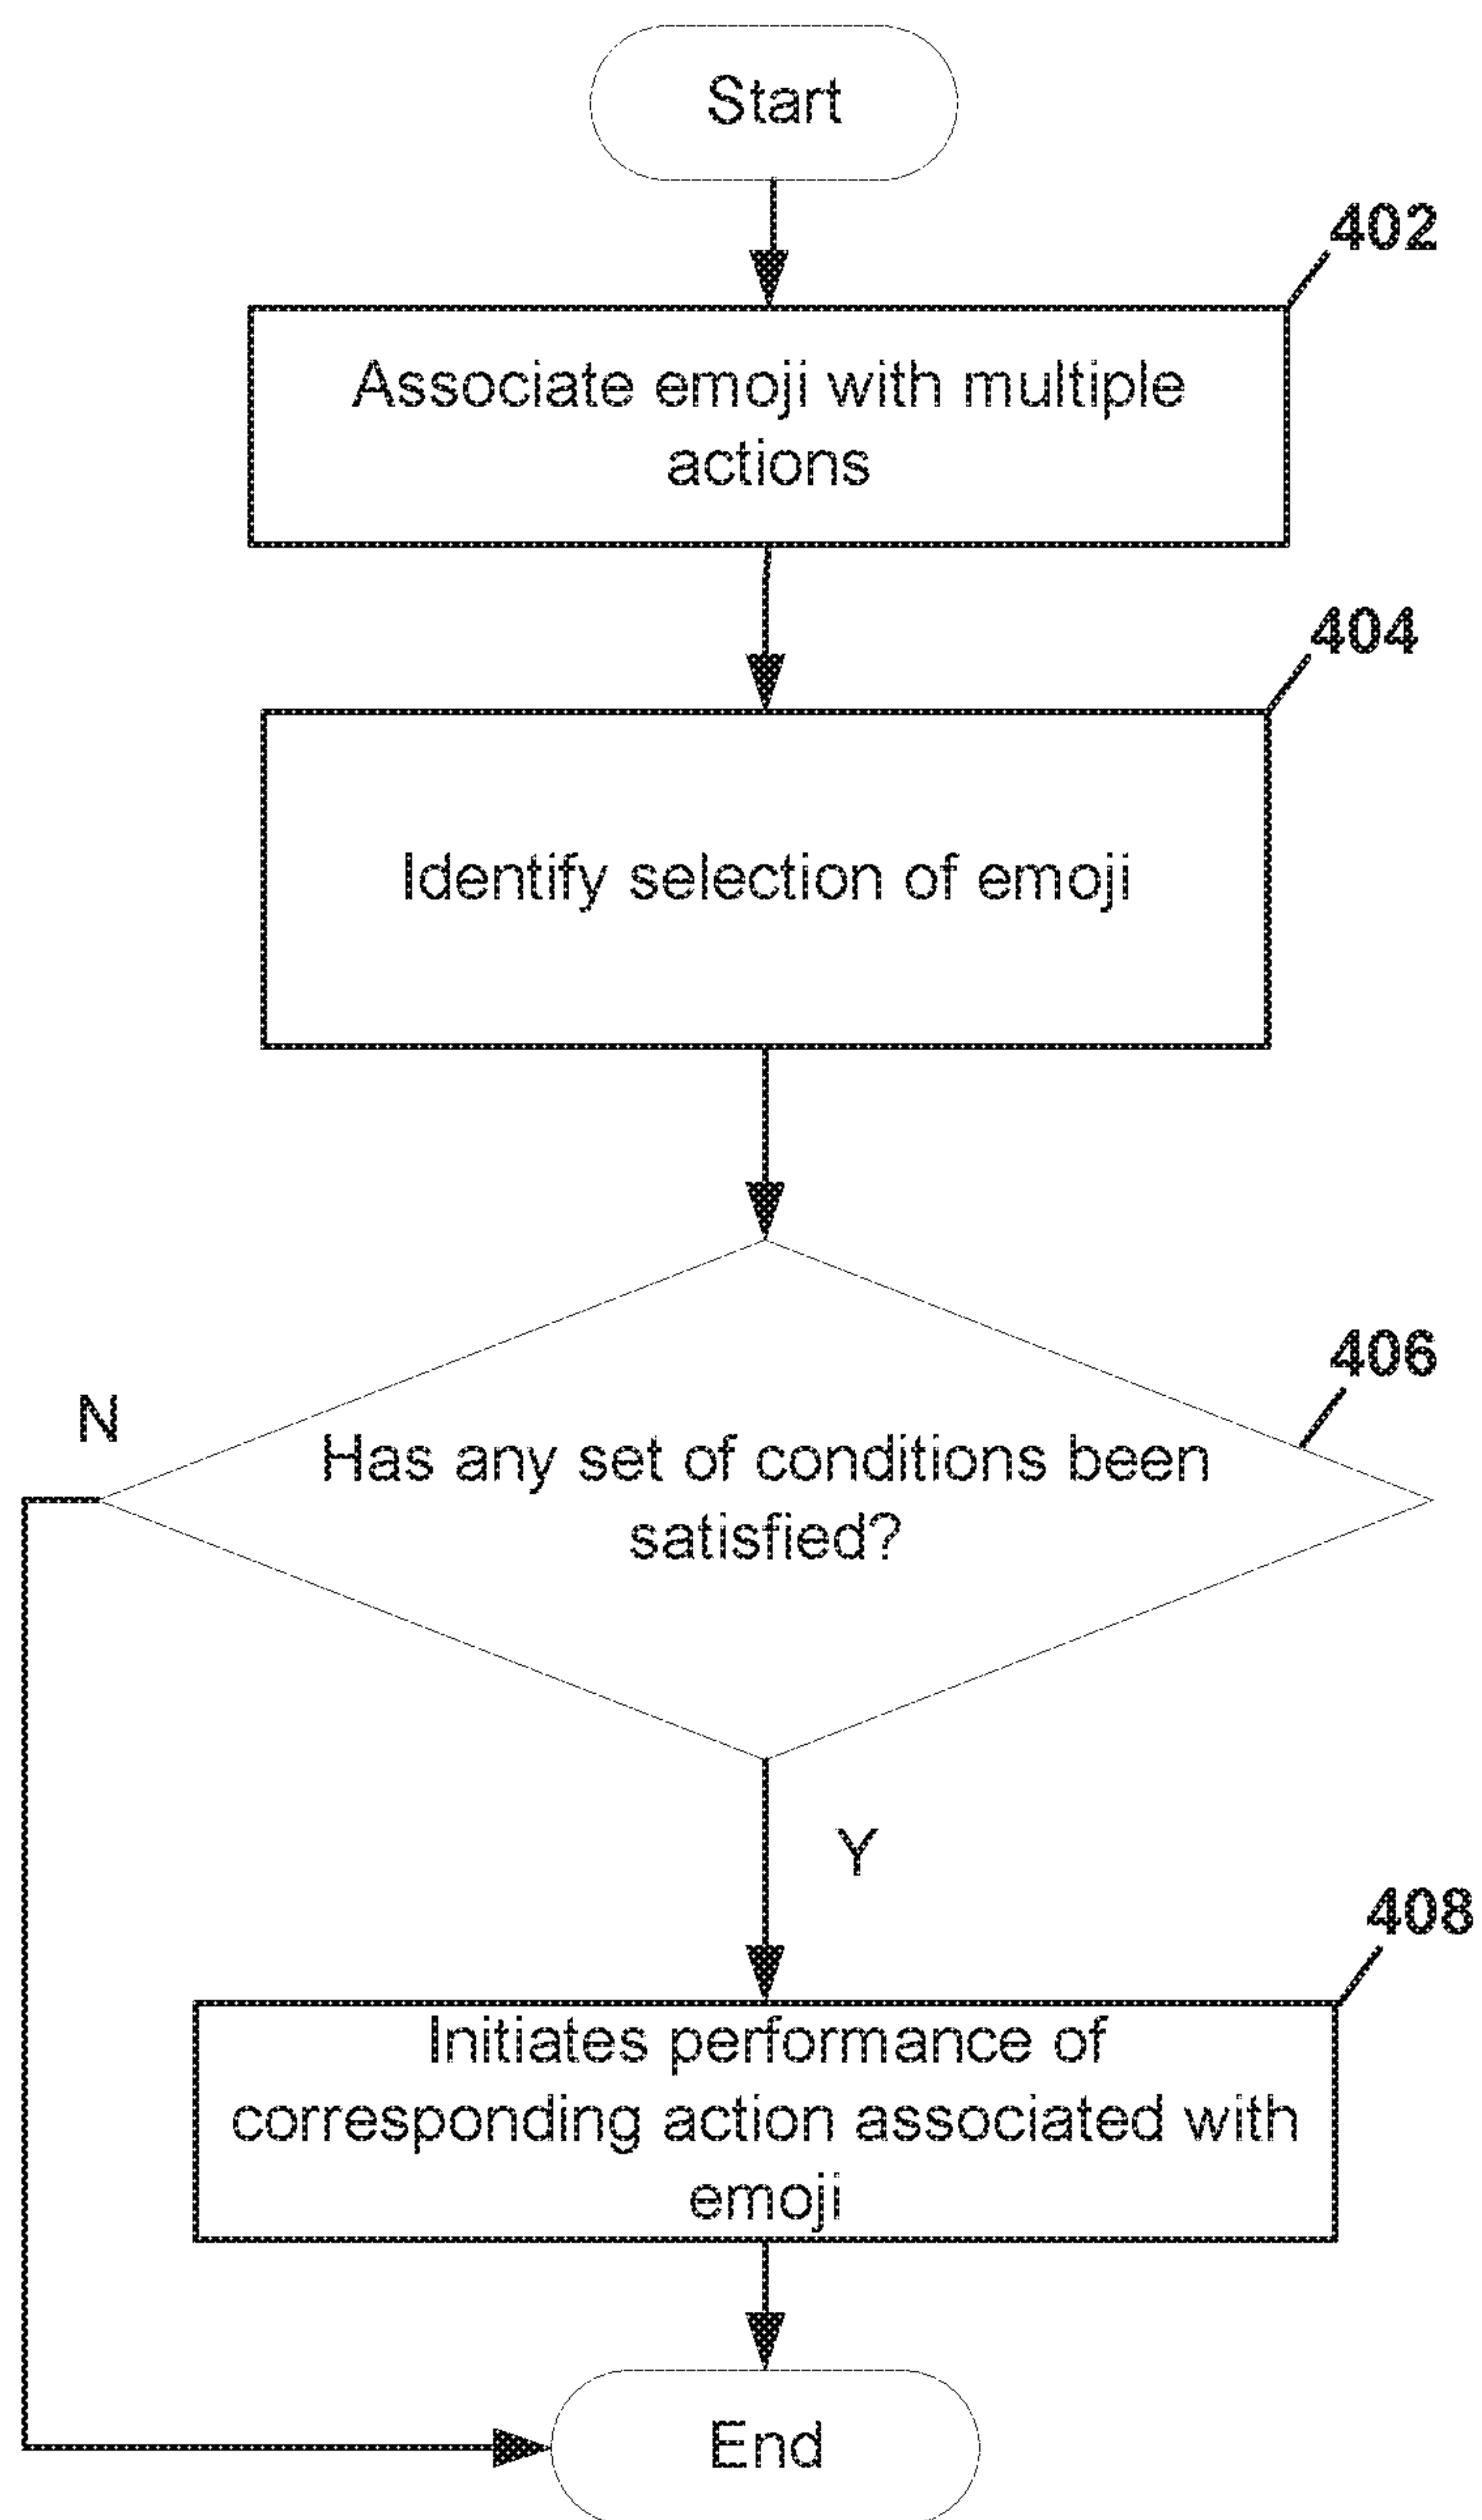 Start
402
Associate emoji with multiple
actions
404
Identify selection of emoji
406
N
Has any set of conditions been
satisfied?
Y
408
Initiates performance of
corresponding action associated with
emoji
End